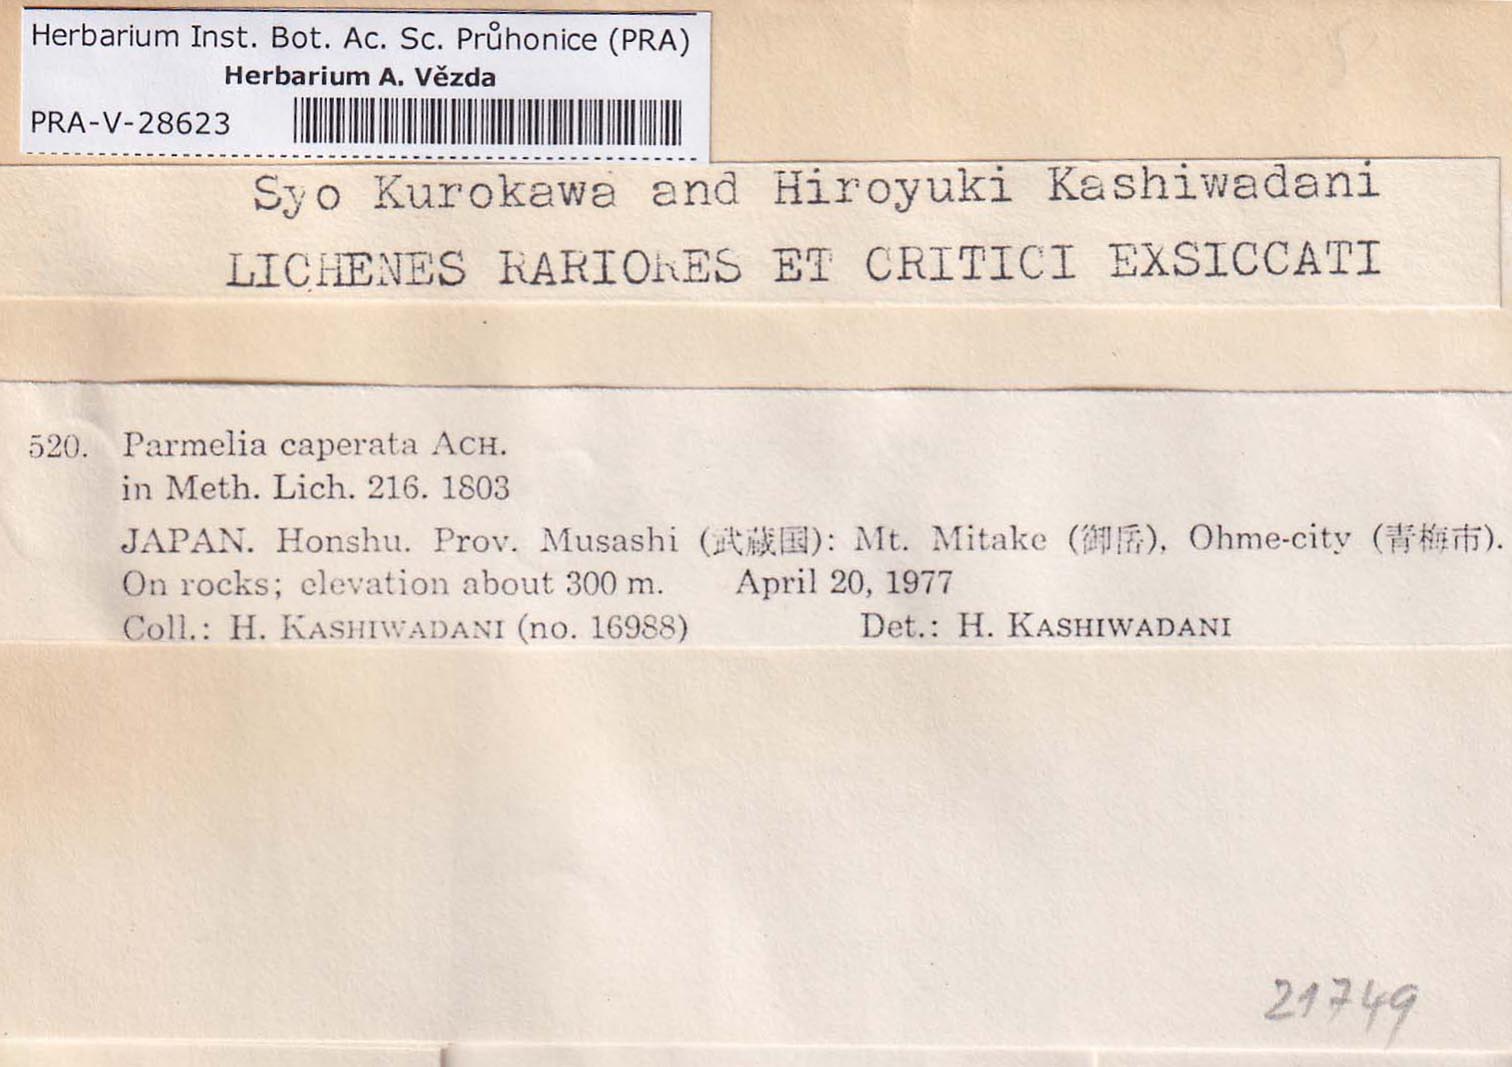 Herbarium Inst. Bot. Ac. Sc. Průhonice (PRA)
Herbarium A. Vězda
PRA-V-28623
Syo Kurokawa and Hiroyuki Kashiwadani
LICHENES RARIORES ET CRITICI EXSICCATI
520. Parmelia caperata ACH.
in Meth. Lich. 216. 1803
JAPAN. Honshu. Prov. Musashi (武蔵国): Mt. Mitake (御岳), Ohme-city (青梅市).
On rocks; elevation about 300 m. April 20, 1977
Coll.: H. KASHIWADANI (no. 16988) Det.: H. KASHIWADANI
21749